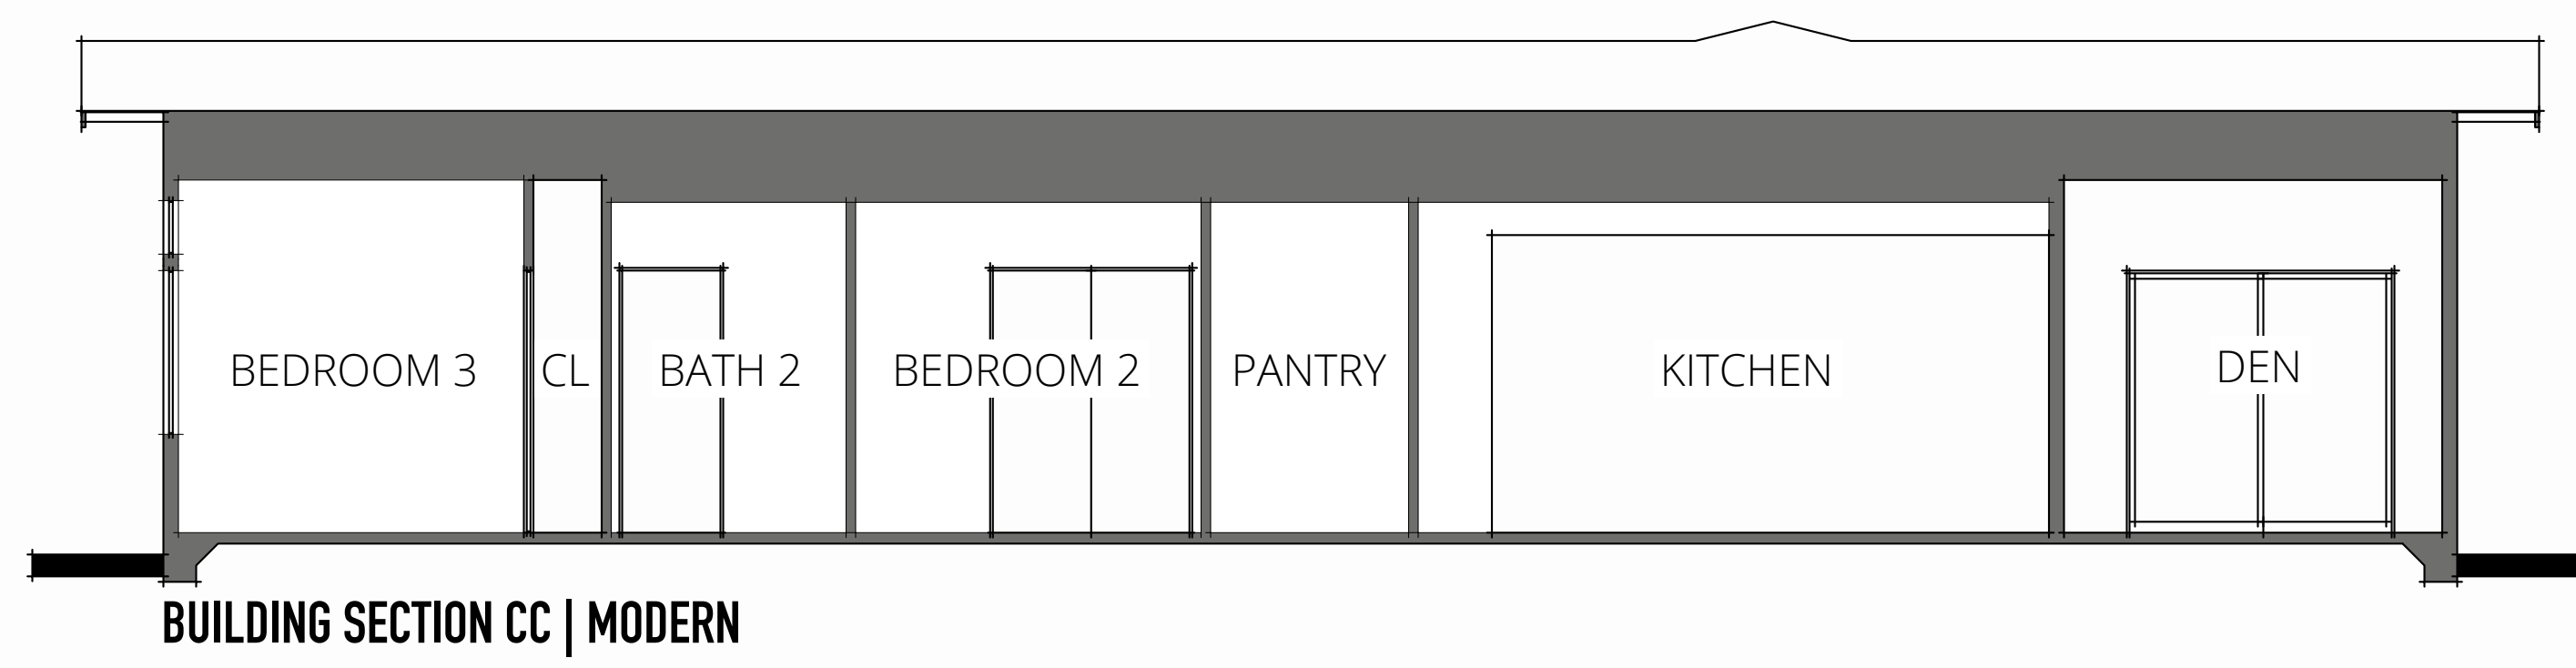 BEDROOM 3 CL BATH 2 BEDROOM 2 PANTRY KITCHEN DEN
BUILDING SECTION CC | MODERN